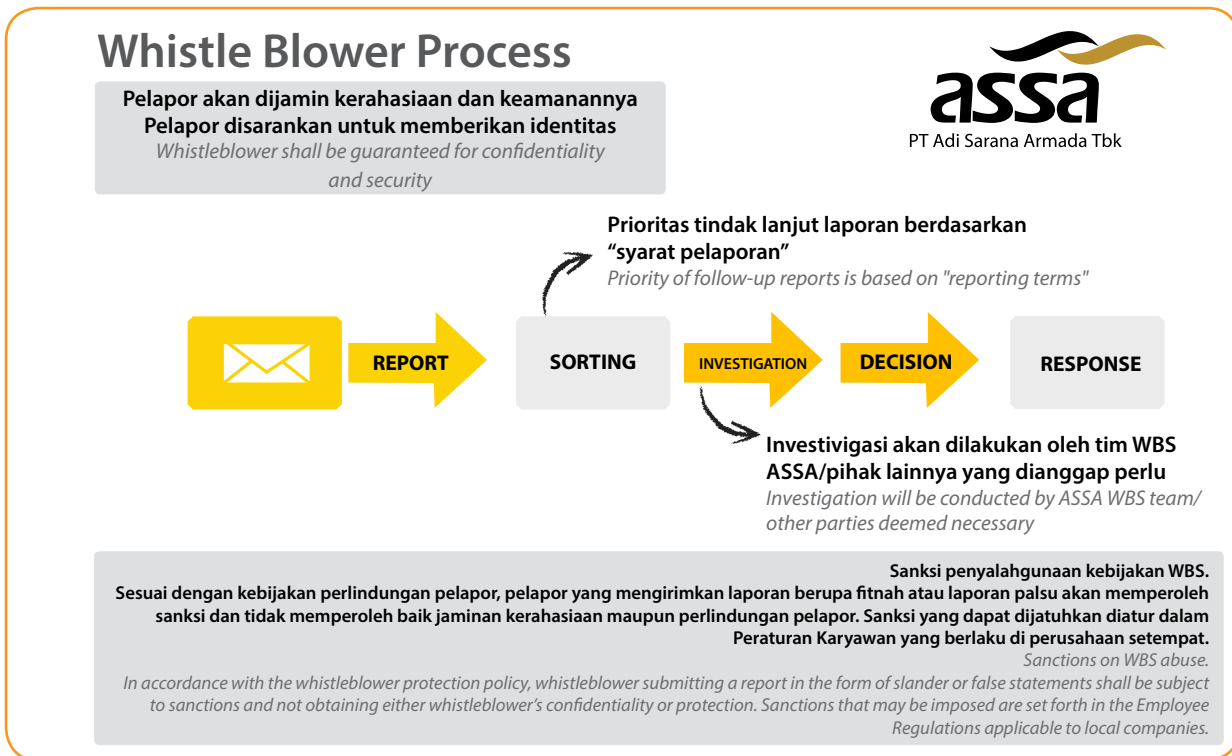 Whistle Blower Process
assa
PT Adi Sarana Armada Tbk
Pelapor akan dijamin kerahasiaan dan keamanannya
Pelapor disarankan untuk memberikan identitas
Whistleblower shall be guaranteed for confidentiality
and security
Prioritas tindak lanjut laporan berdasarkan
“syarat pelaporan”
Priority of follow-up reports is based on "reporting terms"
REPORT
SORTING
INVESTIGATION
DECISION
RESPONSE
Investivigasi akan dilakukan oleh tim WBS
ASSA/pihak lainnya yang dianggap perlu
Investigation will be conducted by ASSA WBS team/
other parties deemed necessary
Sanksi penyalahgunaan kebijakan WBS.
Sesuai dengan kebijakan perlindungan pelapor, pelapor yang mengirimkan laporan berupa fitnah atau laporan palsu akan memperoleh
sanksi dan tidak memperoleh baik jaminan kerahasiaan maupun perlindungan pelapor. Sanksi yang dapat dijatuhkan diatur dalam
Peraturan Karyawan yang berlaku di perusahaan setempat.
Sanctions on WBS abuse.
In accordance with the whistleblower protection policy, whistleblower submitting a report in the form of slander or false statements shall be subject
to sanctions and not obtaining either whistleblower’s confidentiality or protection. Sanctions that may be imposed are set forth in the Employee
Regulations applicable to local companies.